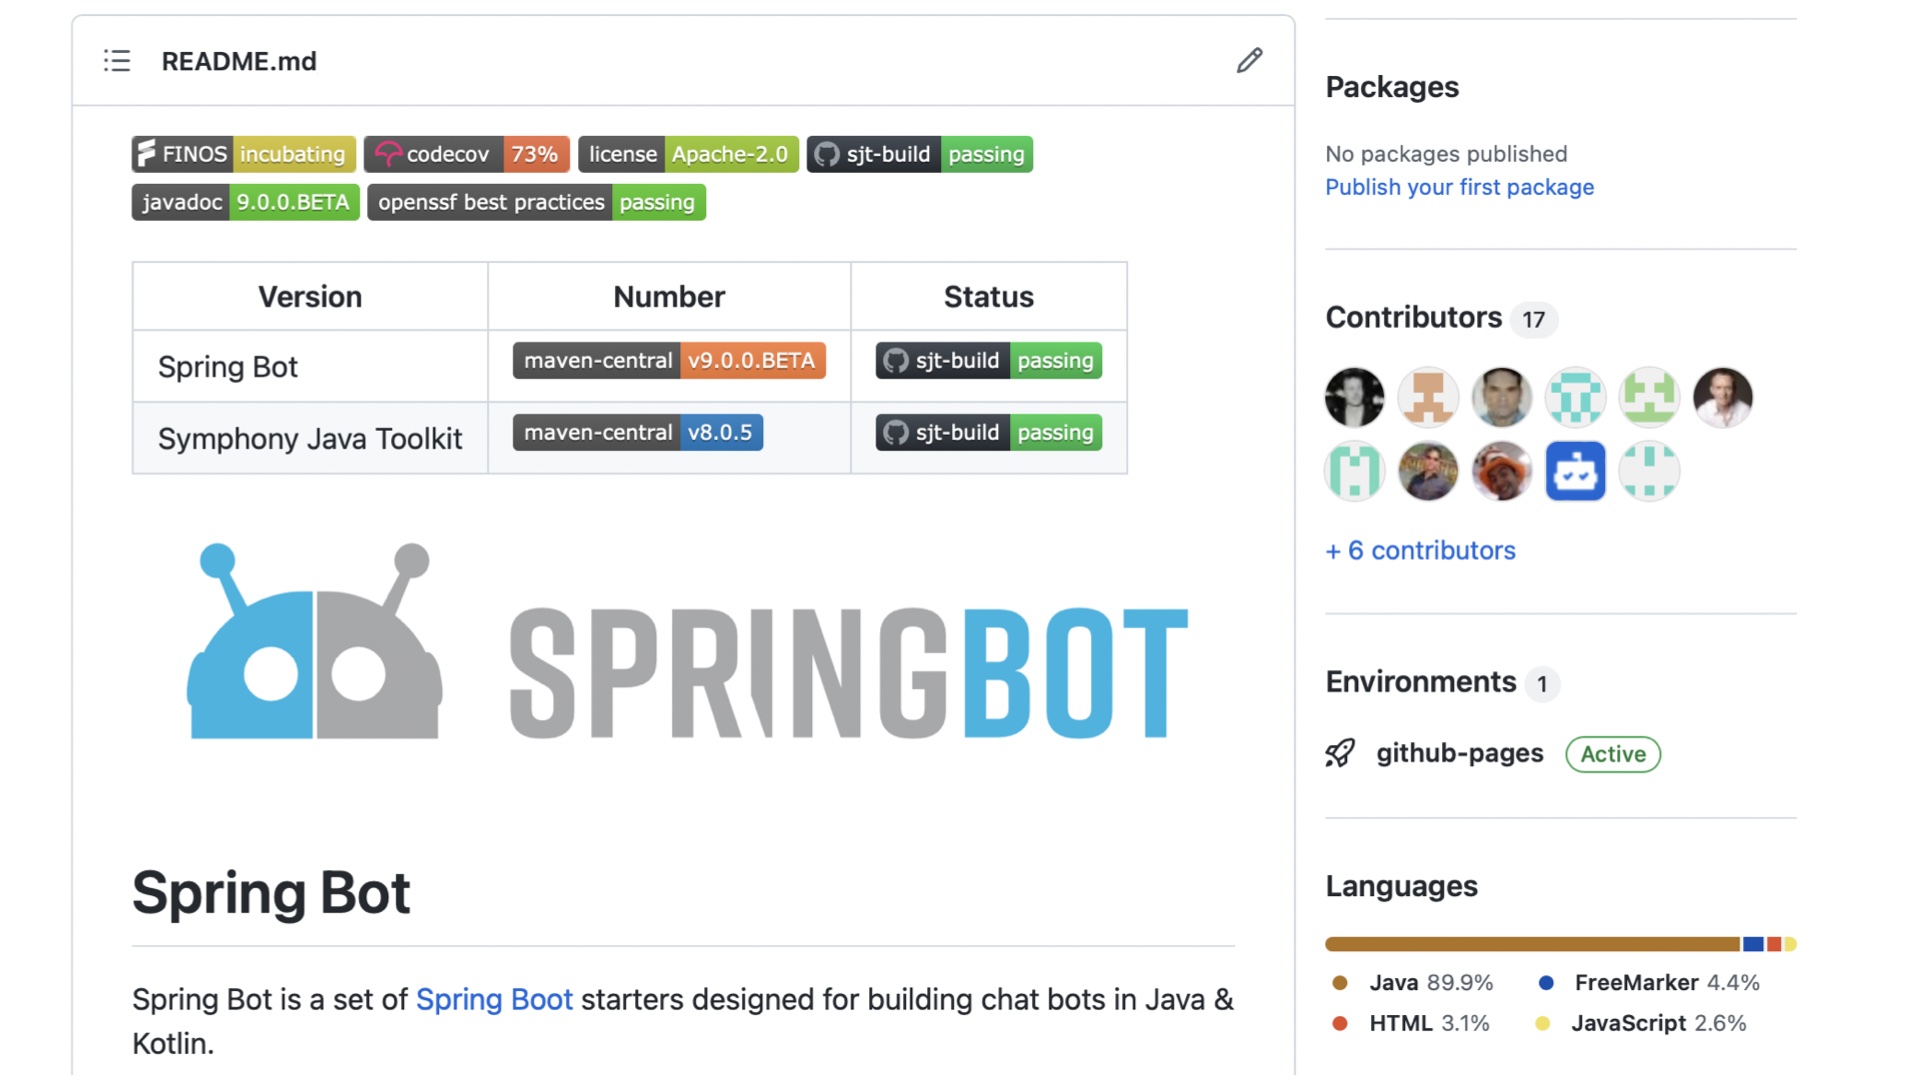 README.md
FINOS incubating codecov 73% license Apache-2.0 sjt-build passing
javadoc 9.0.0.BETA openssf best practices passing
Version Number Status
Spring Bot maven-central v9.0.0.BETA sjt-build passing
Symphony Java Toolkit maven-central v8.0.5 sjt-build passing
SPRINGBOT
Spring Bot
Spring Bot is a set of Spring Boot starters designed for building chat bots in Java &
Kotlin.
Packages
No packages published
Publish your first package
Contributors 17
+ 6 contributors
Environments 1
github-pages Active
Languages
Java 89.9% FreeMarker 4.4%
HTML 3.1% JavaScript 2.6%